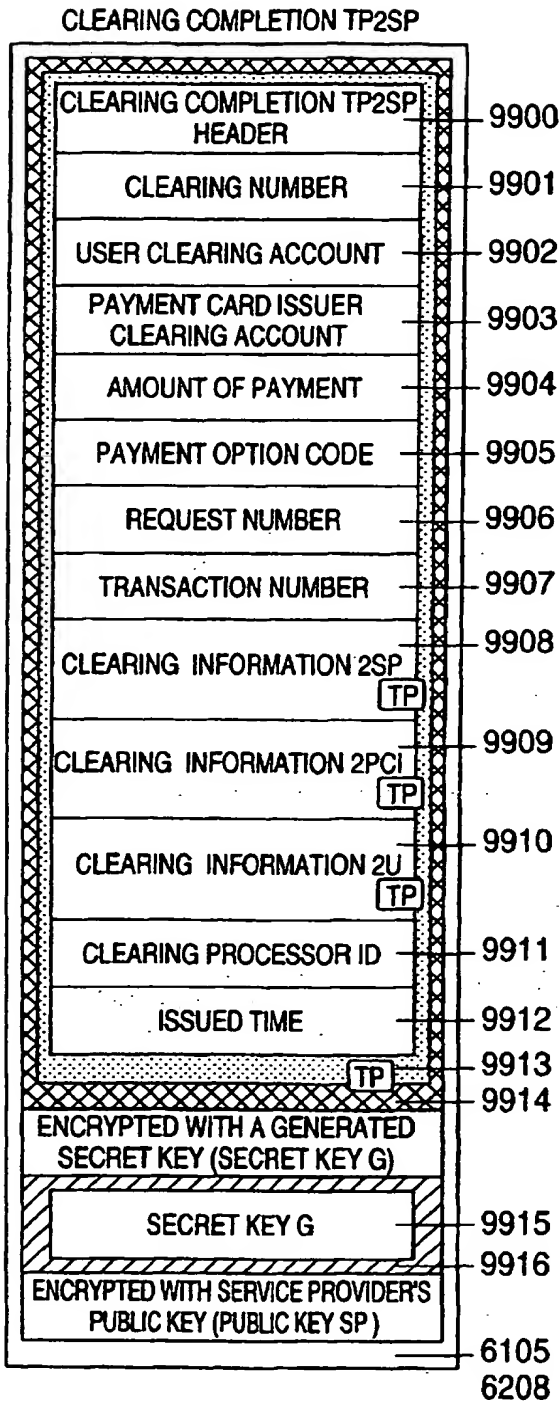 CLEARING COMPLETION TP2SP
CLEARING COMPLETION TP2SP
HEADER
9900
CLEARING NUMBER
9901
USER CLEARING ACCOUNT
9902
PAYMENT CARD ISSUER
CLEARING ACCOUNT
9903
AMOUNT OF PAYMENT
9904
PAYMENT OPTION CODE
9905
REQUEST NUMBER
9906
TRANSACTION NUMBER
9907
9908
CLEARING INFORMATION 2SP
TP
9909
CLEARING INFORMATION 2PCI
TP
9910
CLEARING INFORMATION 2U
TP
CLEARING PROCESSOR ID
9911
ISSUED TIME
9912
TP
9913
9914
ENCRYPTED WITH A GENERATED
SECRET KEY (SECRET KEY G)
SECRET KEY G
9915
9916
ENCRYPTED WITH SERVICE PROVIDER'S
PUBLIC KEY (PUBLIC KEY SP)
6105
6208